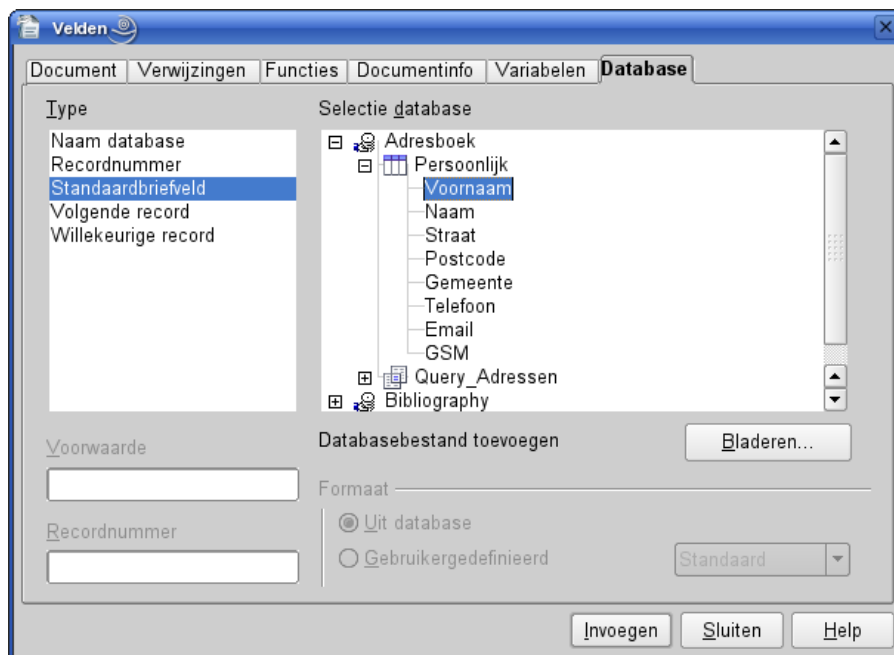 Velden
Document Verwijzingen Functies Documentinfo Variabelen Database
Type
Naam database
Recordnummer
Standaardbriefveld
Volgende record
Willekeurige record
Selectie database
Adresboek
Persoonlijk
Voornaam
Naam
Straat
Postcode
Gemeente
Telefoon
Email
GSM
Query_Adressen
Bibliography
Voorwaarde
Recordnummer
Databasebestand toevoegen
Bladeren...
Formaat
Uit database
Gebruikergedefinieerd
Standaard
Invoegen Sluiten Help